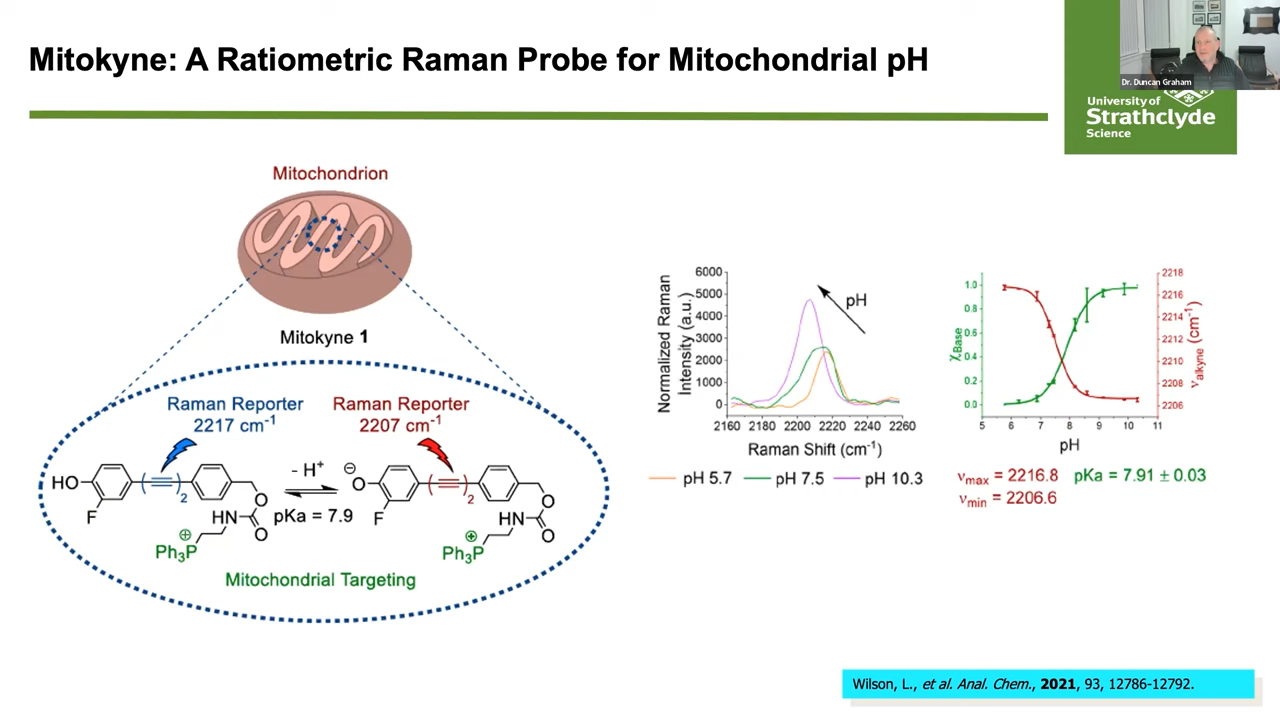 Mitokyne: A Ratiometric Raman Probe for Mitochondrial pH
Dr. Duncan Graham
University of
Strathclyde
Science
Mitochondrion
Mitokyne 1
Raman Reporter
2217 cm⁻¹
Raman Reporter
2207 cm⁻¹
HO
F
2
O
HN
O
Ph₃P
⊕
- H⁺
pKa = 7.9
⊖
O
F
2
O
HN
O
Ph₃P
⊕
Mitochondrial Targeting
Normalized Raman
Intensity (a.u.)
6000
5000
4000
3000
2000
1000
0
pH
2160 2180 2200 2220 2240 2260
Raman Shift (cm⁻¹)
pH 5.7 pH 7.5 pH 10.3
χBase
1.0
0.8
0.6
0.4
0.2
0.0
2218
2216
2214
2212
2210
2208
2206
νalkyne (cm⁻¹)
5 6 7 8 9 10 11
pH
νmax = 2216.8 pKa = 7.91 ± 0.03
νmin = 2206.6
Wilson, L., et al. Anal. Chem., 2021, 93, 12786-12792.